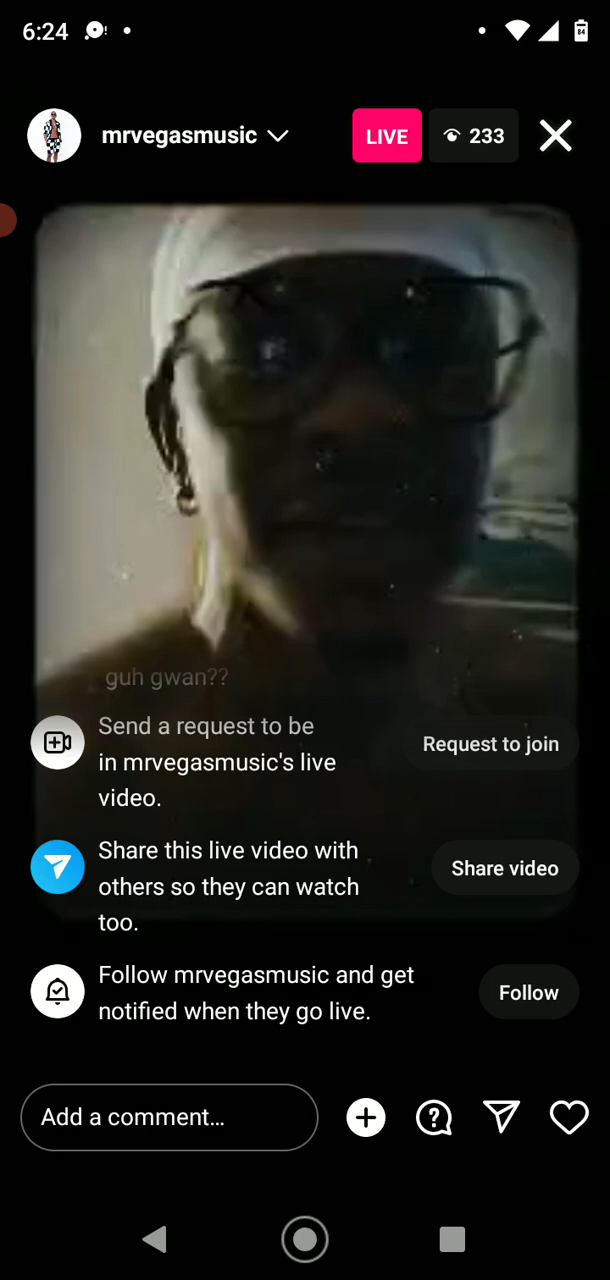 6:24
84
mrvegasmusic
LIVE
233
guh gwan??
Send a request to be
in mrvegasmusic's live
video.
Request to join
Share this live video with
others so they can watch
too.
Share video
Follow mrvegasmusic and get
notified when they go live.
Follow
Add a comment...